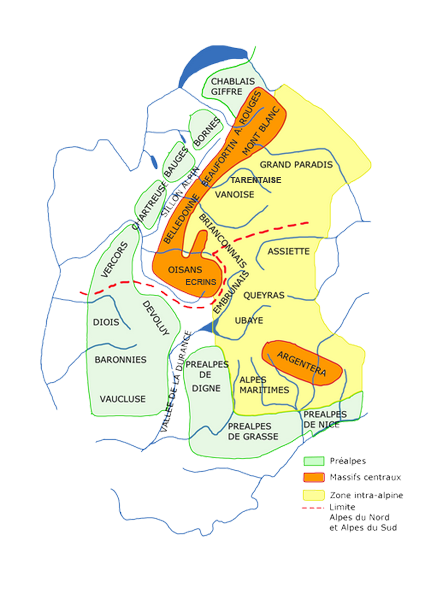 CHABLAIS
GIFFRE
BORNES
A. ROUGES
MONT BLANC
BEAUFORTIN
BAUGES
GRAND PARADIS
TARENTAISE
VANOISE
SILLON ALPIN
CHARTREUSE
BELLEDONNE
BRIANÇONNAIS
ASSIETTE
VERCORS
OISANS
ECRINS
EMBRUNAIS
QUEYRAS
DEVOLUY
DIOIS
UBAYE
BARONNIES
VALLEE DE LA DURANCE
PREALPES
DE
DIGNE
ARGENTERA
ALPES
MARITIMES
VAUCLUSE
PREALPES
DE GRASSE
PREALPES
DE NICE
Préalpes
Massifs centraux
Zone intra-alpine
Limite
Alpes du Nord
et Alpes du Sud